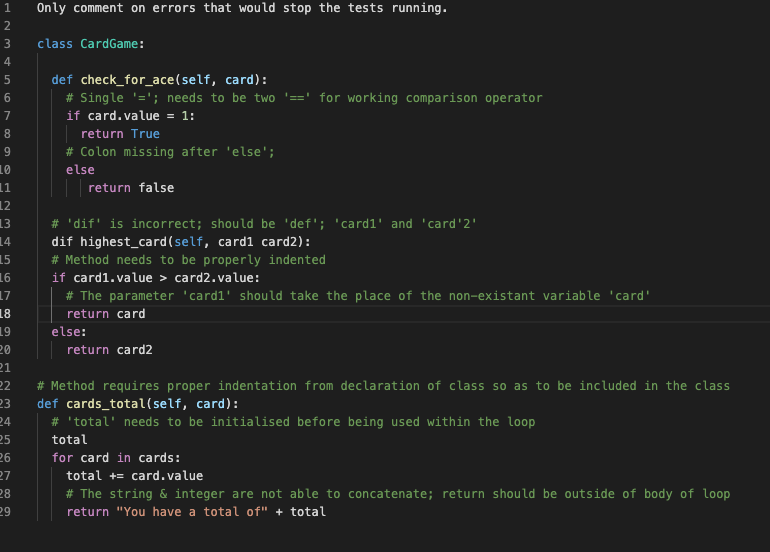 1 Only comment on errors that would stop the tests running.
2
3 class CardGame:
4
5 def check_for_ace(self, card):
6 # Single '='; needs to be two '==' for working comparison operator
7 if card.value = 1:
8 return True
9 # Colon missing after 'else';
10 else
11 return false
12
13 # 'dif' is incorrect; should be 'def'; 'card1' and 'card'2'
14 dif highest_card(self, card1 card2):
15 # Method needs to be properly indented
16 if card1.value > card2.value:
17 # The parameter 'card1' should take the place of the non-existant variable 'card'
18 return card
19 else:
20 return card2
21
22 # Method requires proper indentation from declaration of class so as to be included in the class
23 def cards_total(self, card):
24 # 'total' needs to be initialised before being used within the loop
25 total
26 for card in cards:
27 total += card.value
28 # The string & integer are not able to concatenate; return should be outside of body of loop
29 return "You have a total of" + total